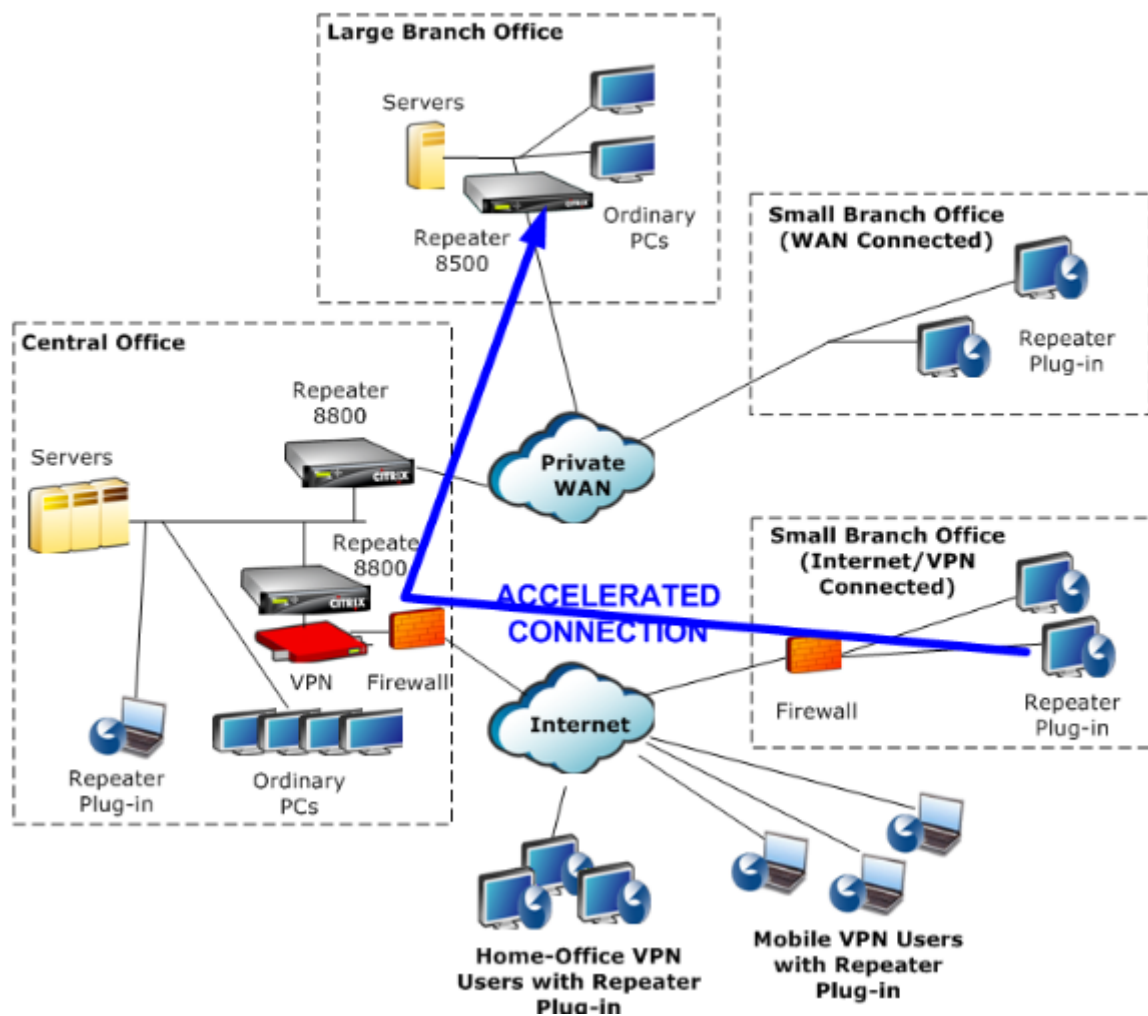 Large Branch Office
Servers
CITRIX
Repeater
8500
Ordinary
PCs
Small Branch Office
(WAN Connected)
Repeater
Plug-in
Central Office
Repeater
8800
Servers
CITRIX
Private
WAN
Repeate
8800
CITRIX
VPN
Firewall
Repeater
Plug-in
Ordinary
PCs
ACCELERATED
CONNECTION
Small Branch Office
(Internet/VPN
Connected)
Firewall
Repeater
Plug-in
Internet
Home-Office VPN
Users with Repeater
Plug-in
Mobile VPN Users
with Repeater
Plug-in